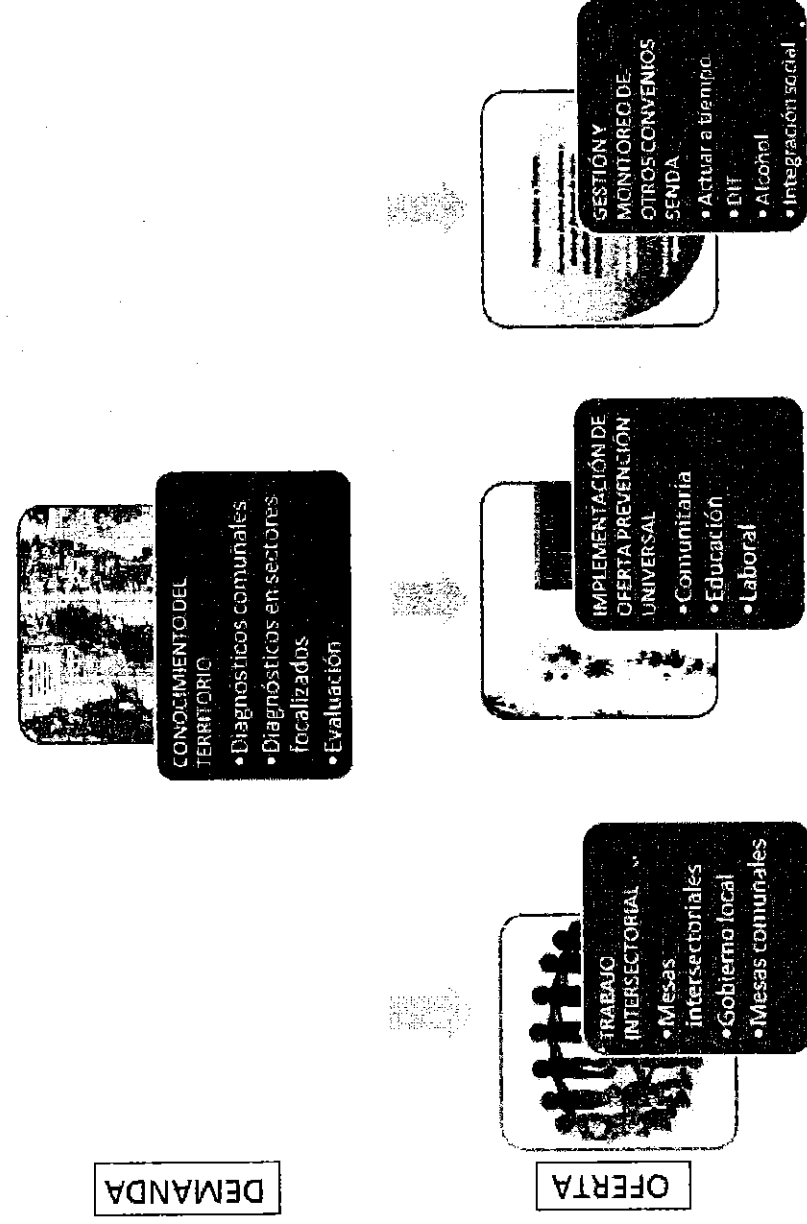 DEMANDA
CONOCIMIENTO DEL
TERRITORIO
•Diagnósticos comunales
•Diagnósticos en sectores
focalizados
•Evaluación
OFERTA
TRABAJO
INTERSECTORIAL
•Mesas
intersectoriales
•Gobierno local
•Mesas comunales
IMPLEMENTACIÓN DE
OFERTA PREVENCIÓN
UNIVERSAL
•Comunitaria
•Educación
•Laboral
GESTIÓN Y
MONITOREO DE
OTROS CONVENIOS
SENDA
•Actuar a tiempo
•DIT
•Alcohol
•Integración social